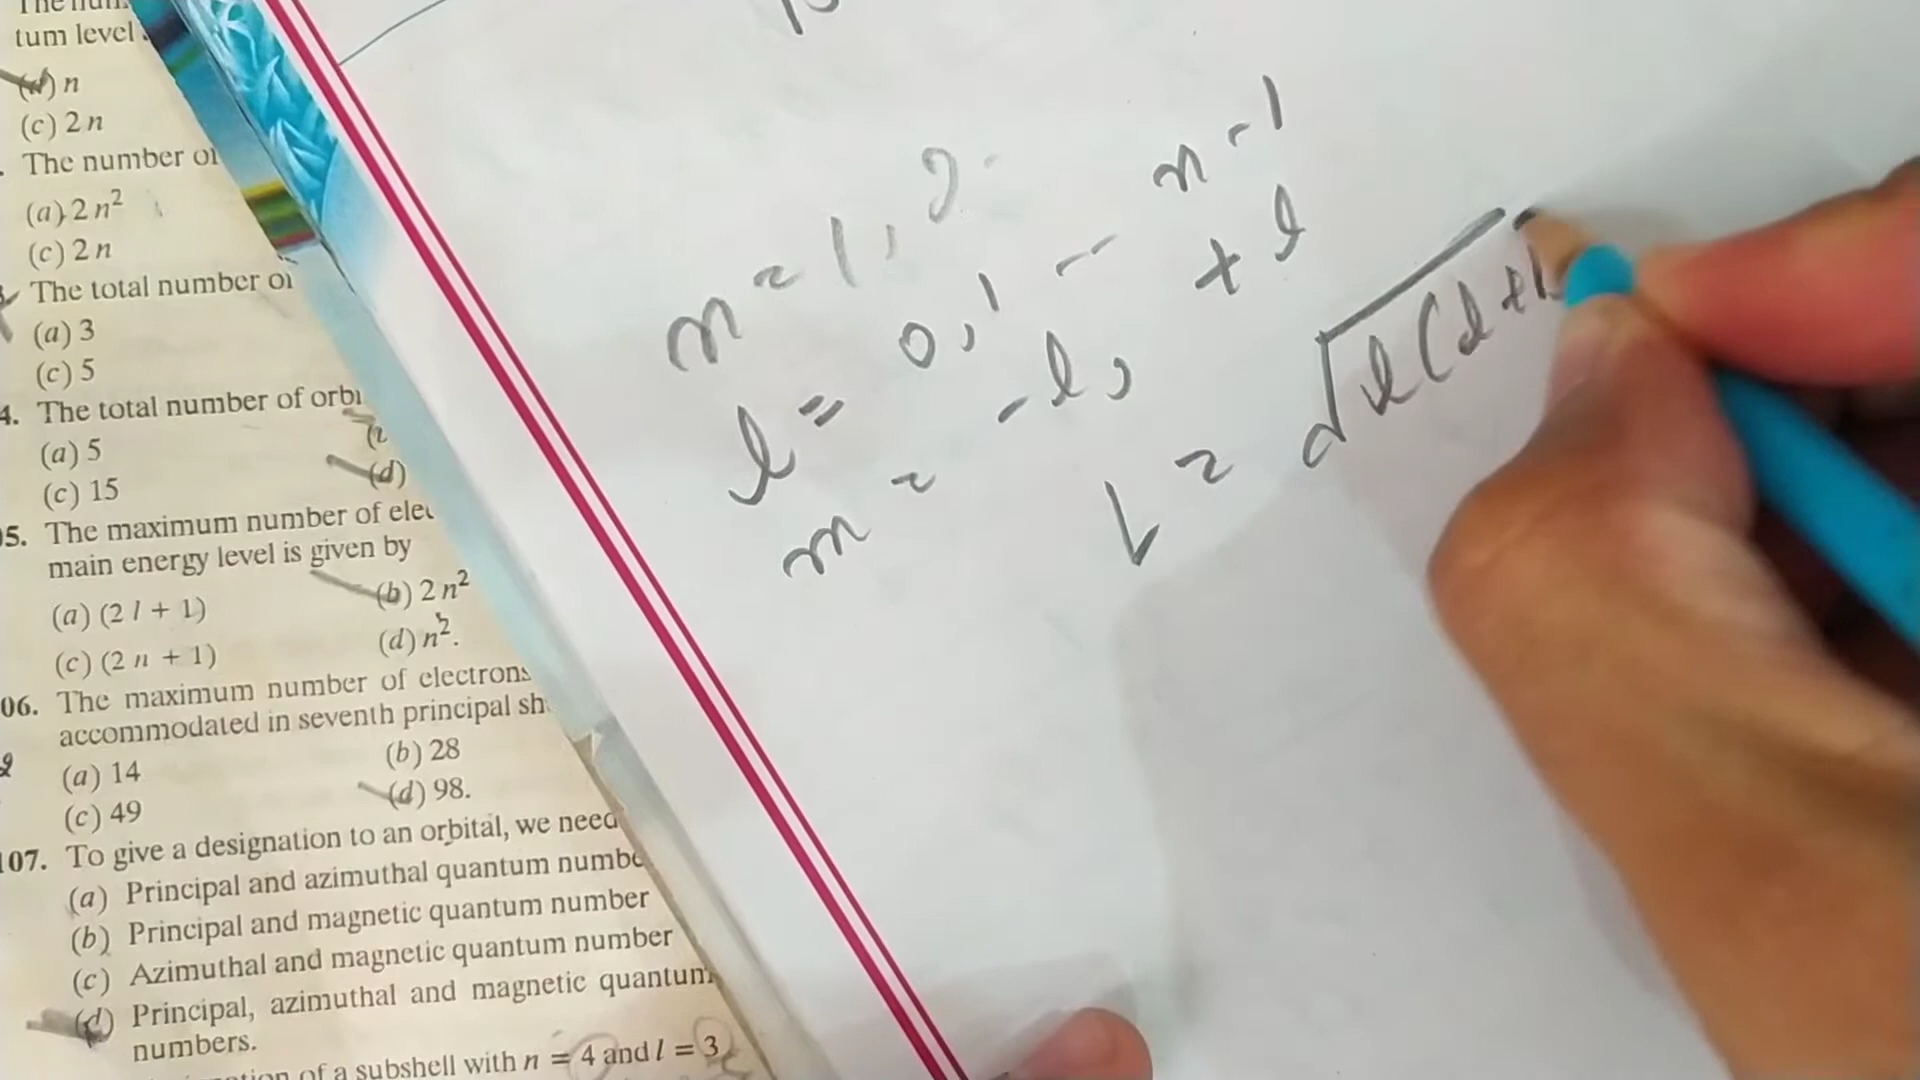 tum level
n
(c) 2n
The number of
(a) 2n²
(c) 2n
The total number of
(a) 3
(c) 5
4. The total number of orbi
(a) 5
(c) 15 (d)
05. The maximum number of elec
main energy level is given by
(a) (2l + 1) (b) 2n²
(c) (2n + 1) (d) n².
06. The maximum number of electrons
accommodated in seventh principal sh
(a) 14 (b) 28
(c) 49 (d) 98.
107. To give a designation to an orbital, we need
(a) Principal and azimuthal quantum numbe
(b) Principal and magnetic quantum number
(c) Azimuthal and magnetic quantum number
(d) Principal, azimuthal and magnetic quantum
numbers.
of a subshell with n = 4 and l = 3
n = 1, 2
l = 0, 1 – n-1
m = -l, +l
L = √l(l+1